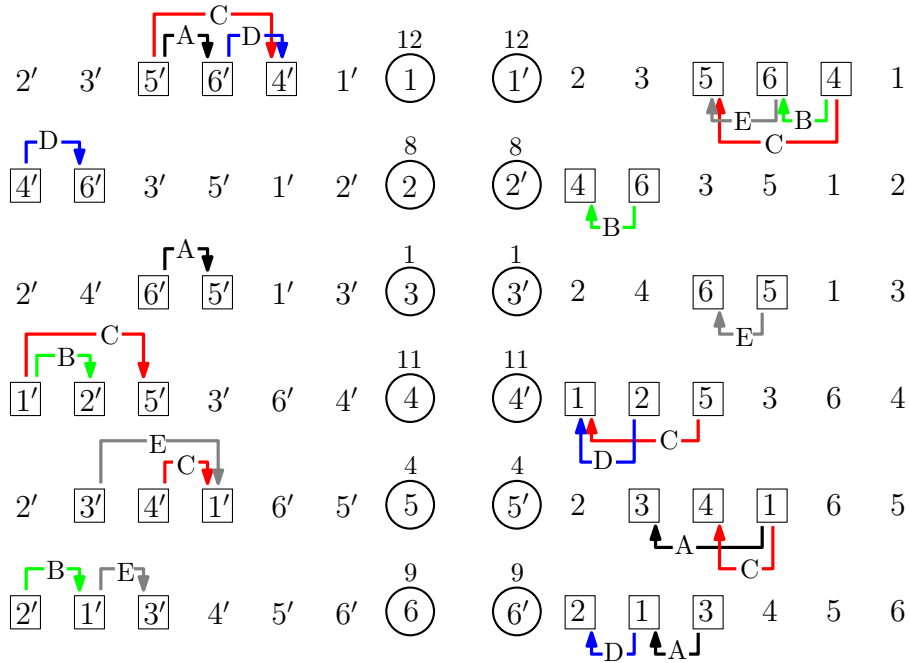 C
A D
12 12
2′ 3′ 5′ 6′ 4′ 1′ 1 1′ 2 3 5 6 4 1
E B
C
D
8 8
4′ 6′ 3′ 5′ 1′ 2′ 2 2′ 4 6 3 5 1 2
B
A
1 1
2′ 4′ 6′ 5′ 1′ 3′ 3 3′ 2 4 6 5 1 3
E
C
B
11 11
1′ 2′ 5′ 3′ 6′ 4′ 4 4′ 1 2 5 3 6 4
C
D
E
C
4 4
2′ 3′ 4′ 1′ 6′ 5′ 5 5′ 2 3 4 1 6 5
A
C
B E
9 9
2′ 1′ 3′ 4′ 5′ 6′ 6 6′ 2 1 3 4 5 6
D A